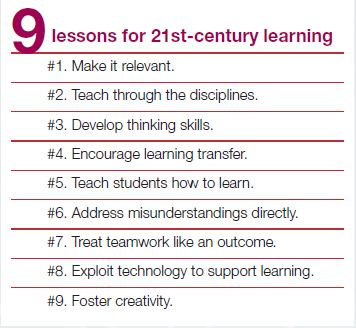 9 lessons for 21st-century learning
#1. Make it relevant.
#2. Teach through the disciplines.
#3. Develop thinking skills.
#4. Encourage learning transfer.
#5. Teach students how to learn.
#6. Address misunderstandings directly.
#7. Treat teamwork like an outcome.
#8. Exploit technology to support learning.
#9. Foster creativity.